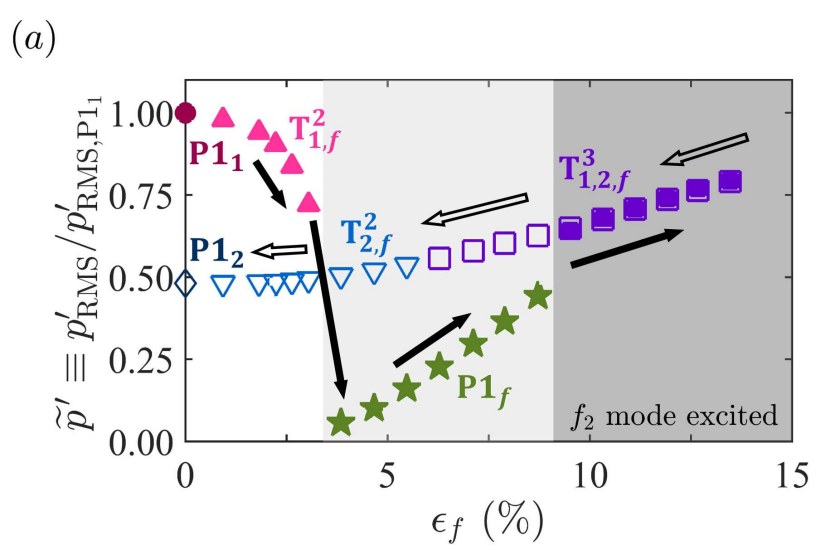 (a)
p̃′ ≡ p′RMS/p′RMS,P1₁
1.00
0.75
0.50
0.25
0.00
P1₁
T²₁,f
P1₂
T²₂,f
T³₁,₂,f
P1f
f₂ mode excited
0
5
10
15
ϵf (%)